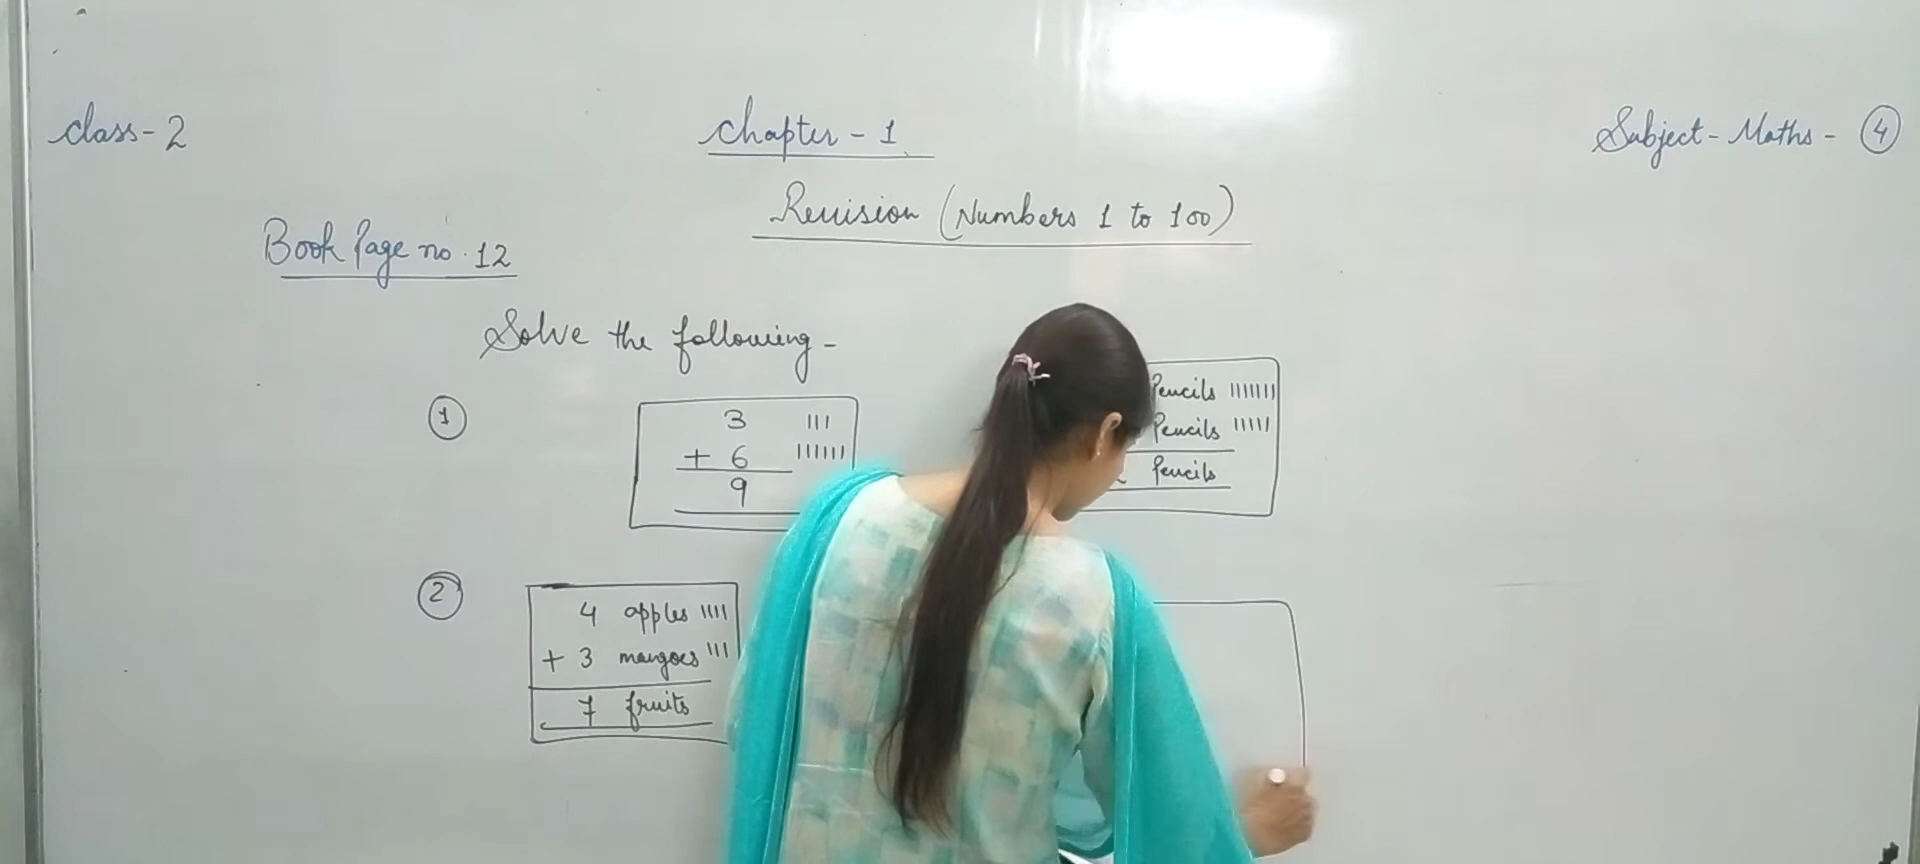 Class-2
Chapter - 1
Subject - Maths - 4
Revision (Numbers 1 to 100)
Book Page no. 12
Solve the following -
1
3 |||
+ 6 ||||||
9
Pencils |||||||
Pencils |||||
Pencils
2
4 apples ||||
+ 3 mangoes |||
7 fruits